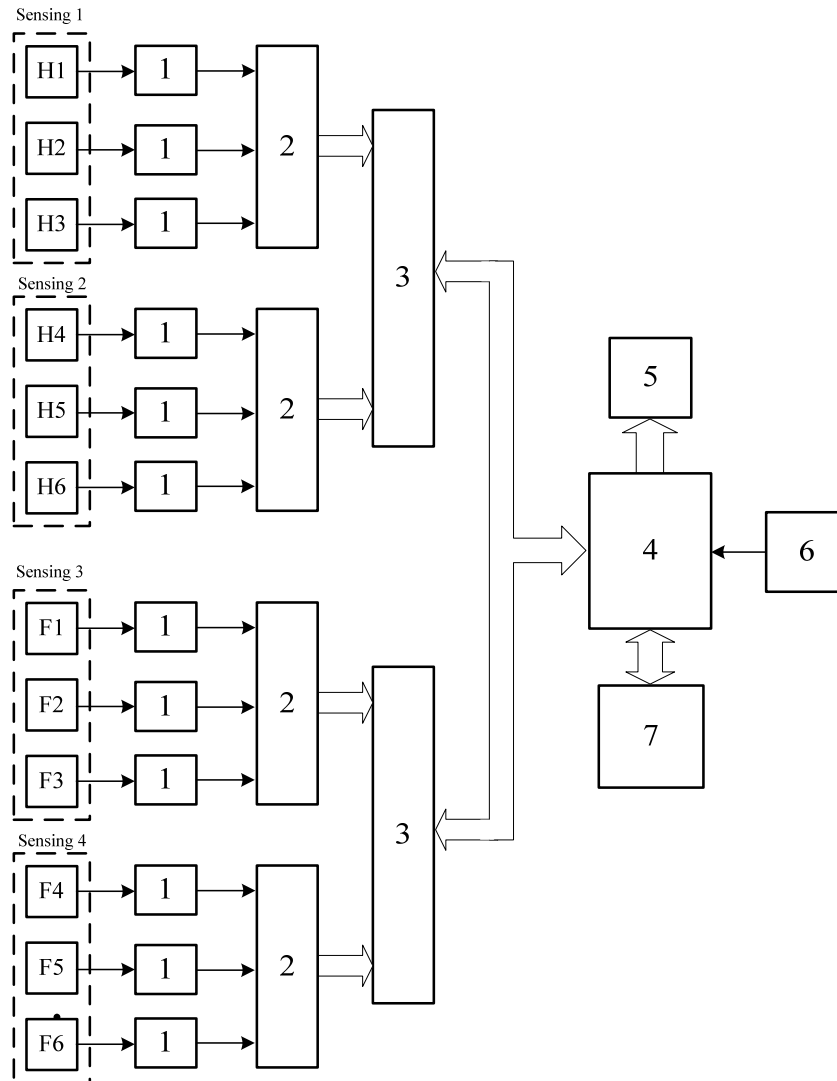 Sensing 1
H1 1
H2 1 2
H3 1
3
Sensing 2
H4 1
H5 1 2
H6 1
5
4 6
7
Sensing 3
F1 1
F2 1 2
F3 1
3
Sensing 4
F4 1
F5 1 2
F6 1